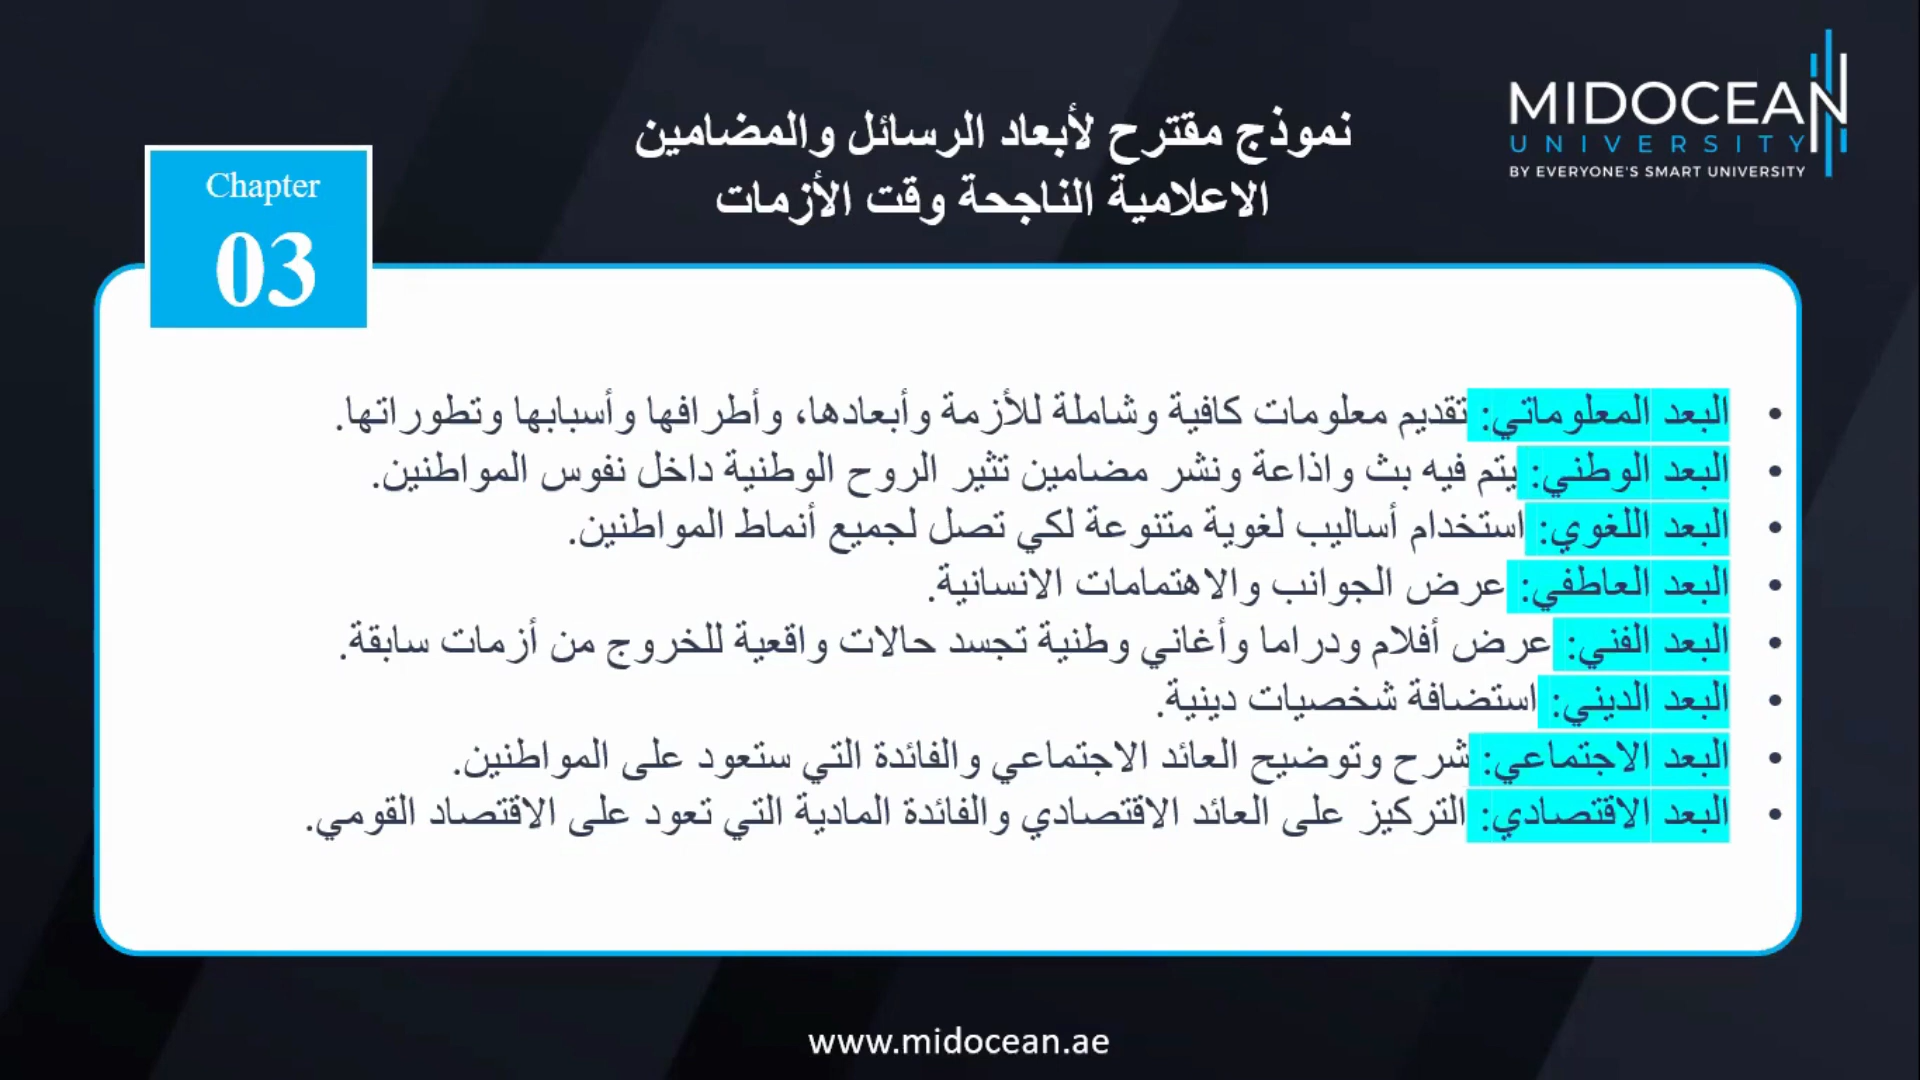 MIDOCEAN
UNIVERSITY
BY EVERYONE'S SMART UNIVERSITY
نموذج مقترح لأبعاد الرسائل والمضامين
الاعلامية الناجحة وقت الأزمات
Chapter
03
• البعد المعلوماتي: تقديم معلومات كافية وشاملة للأزمة وأبعادها، وأطرافها وأسبابها وتطوراتها.
• البعد الوطني: يتم فيه بث واذاعة ونشر مضامين تثير الروح الوطنية داخل نفوس المواطنين.
• البعد اللغوي: استخدام أساليب لغوية متنوعة لكي تصل لجميع أنماط المواطنين.
• البعد العاطفي: عرض الجوانب والاهتمامات الانسانية.
• البعد الفني: عرض أفلام ودراما وأغاني وطنية تجسد حالات واقعية للخروج من أزمات سابقة.
• البعد الديني: استضافة شخصيات دينية.
• البعد الاجتماعي: شرح وتوضيح العائد الاجتماعي والفائدة التي ستعود على المواطنين.
• البعد الاقتصادي: التركيز على العائد الاقتصادي والفائدة المادية التي تعود على الاقتصاد القومي.
www.midocean.ae